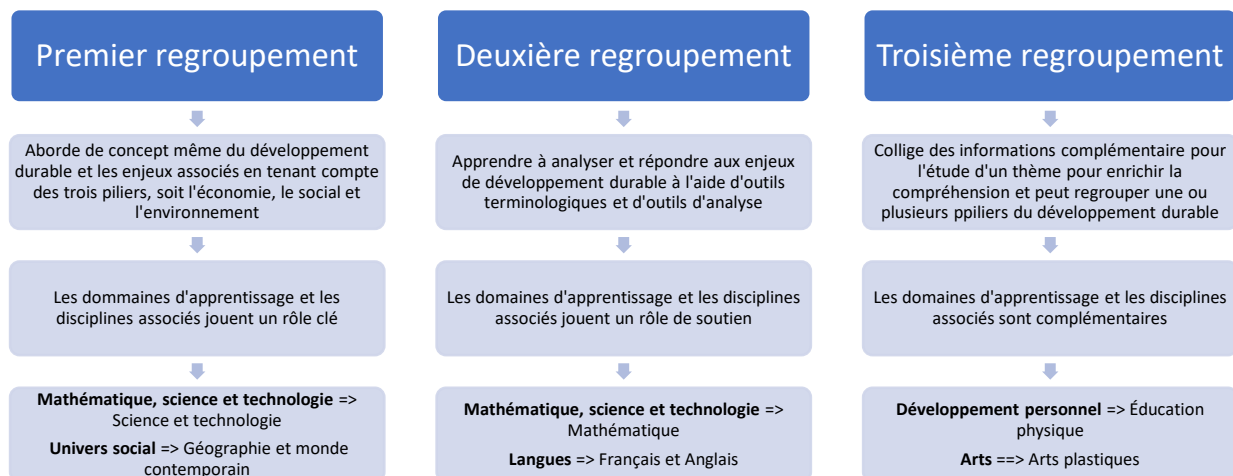 Premier regroupement
Aborde de concept même du développement
durable et les enjeux associés en tenant compte
des trois piliers, soit l'économie, le social et
l'environnement
Les dommaines d'apprentissage et les
disciplines associés jouent un rôle clé
Mathématique, science et technologie =>
Science et technologie
Univers social => Géographie et monde
contemporain
Deuxième regroupement
Apprendre à analyser et répondre aux enjeux
de développement durable à l'aide d'outils
terminologiques et d'outils d'analyse
Les domaines d'apprentissage et les disciplines
associés jouent un rôle de soutien
Mathématique, science et technologie =>
Mathématique
Langues => Français et Anglais
Troisième regroupement
Collige des informations complémentaire pour
l'étude d'un thème pour enrichir la
compréhension et peut regrouper une ou
plusieurs ppiliers du développement durable
Les domaines d'apprentissage et les disciplines
associés sont complémentaires
Développement personnel => Éducation
physique
Arts ==> Arts plastiques